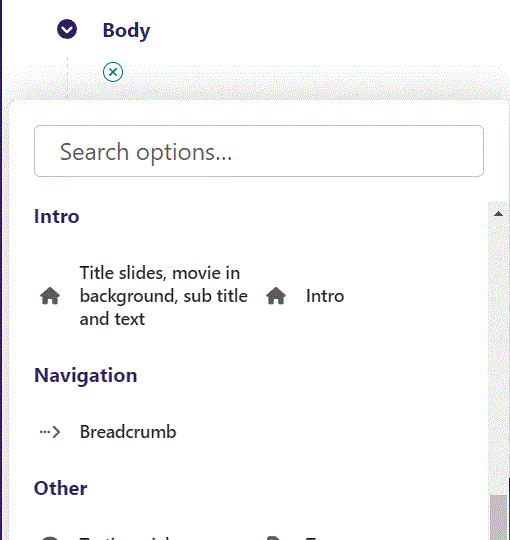 Body
Search options...
Intro
Title slides, movie in
background, sub title
and text
Intro
Navigation
Breadcrumb
Other